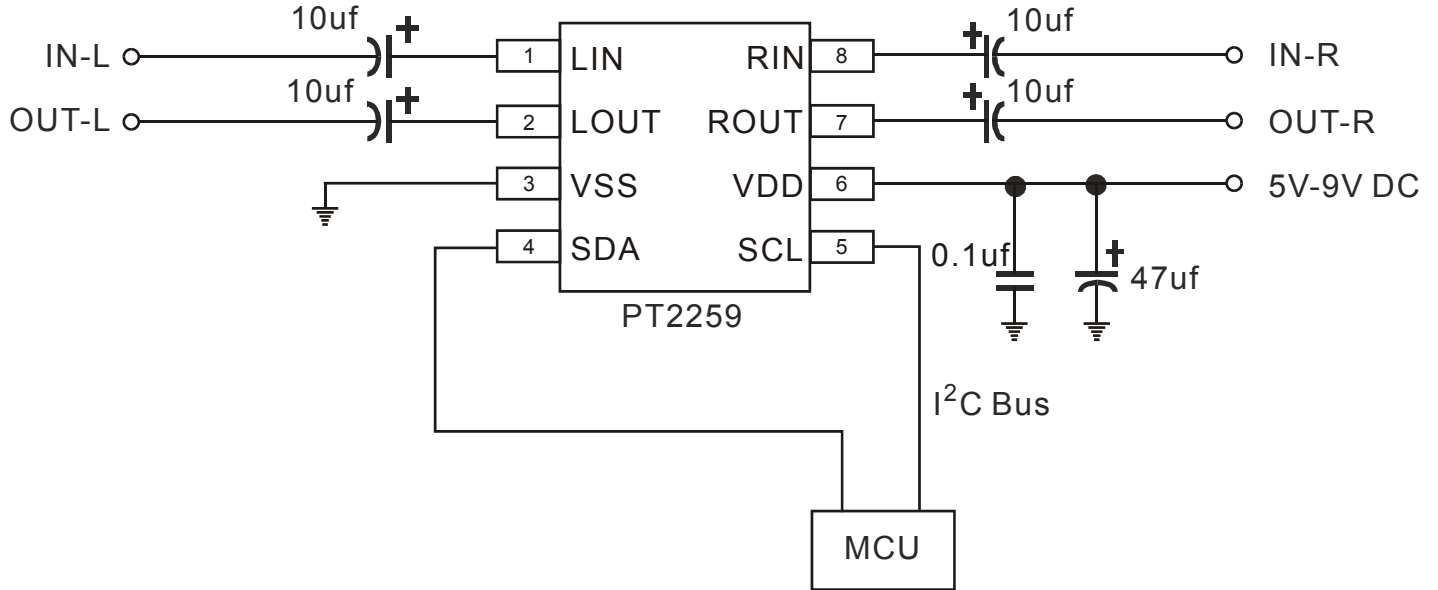 10uf + 10uf +
IN-L 1 LIN RIN 8 IN-R
10uf + 10uf +
OUT-L 2 LOUT ROUT 7 OUT-R
3 VSS VDD 6 5V-9V DC
4 SDA SCL 5 0.1uf + 47uf
PT2259
I²C Bus
MCU